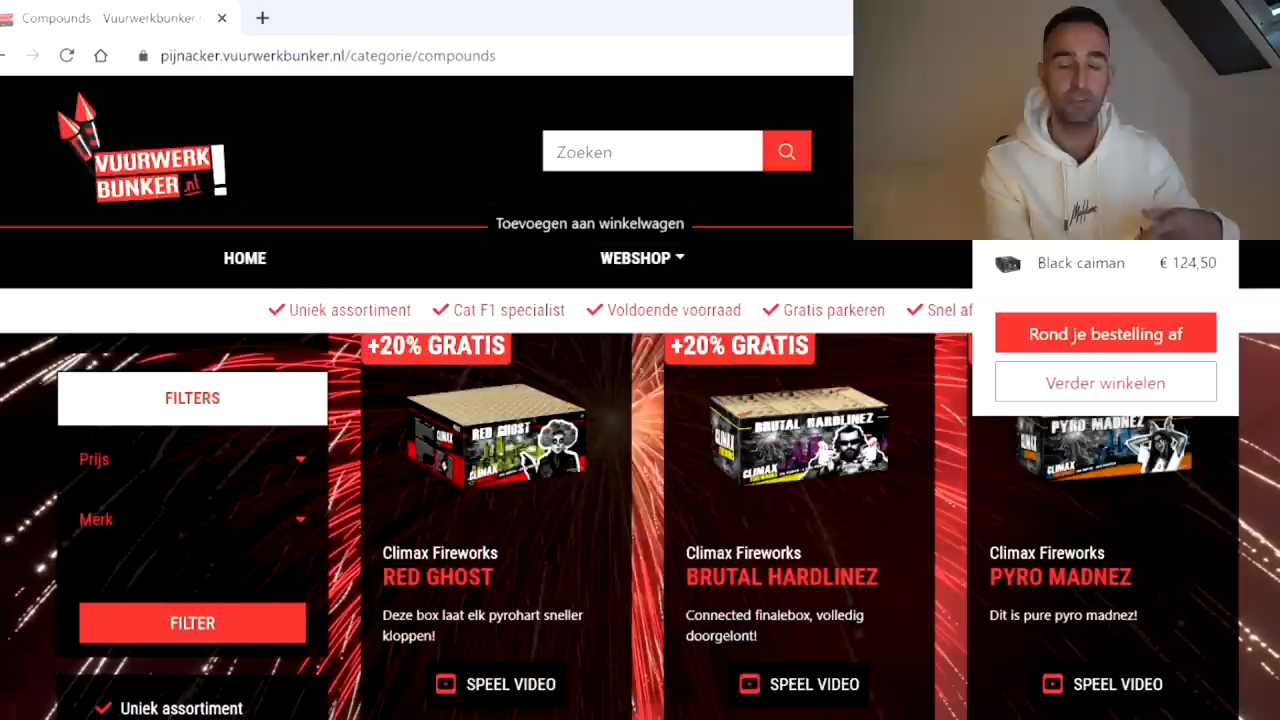 Compounds Vuurwerkbunker.n
pijnacker.vuurwerkbunker.nl/categorie/compounds
VUURWERK
BUNKER.nl
Zoeken
Toevoegen aan winkelwagen
HOME
WEBSHOP
Black caiman € 124,50
Uniek assortiment
Cat F1 specialist
Voldoende voorraad
Gratis parkeren
Snel af
Rond je bestelling af
Verder winkelen
FILTERS
Prijs
Merk
FILTER
Uniek assortiment
+20% GRATIS
RED GHOST
CLIMAX
Climax Fireworks
RED GHOST
Deze box laat elk pyrohart sneller
kloppen!
SPEEL VIDEO
+20% GRATIS
BRUTAL HARDLINEZ
CLIMAX
Climax Fireworks
BRUTAL HARDLINEZ
Connected finalebox, volledig
doorgelont!
SPEEL VIDEO
PYRO MADNEZ
CLIMAX
Climax Fireworks
PYRO MADNEZ
Dit is pure pyro madnez!
SPEEL VIDEO